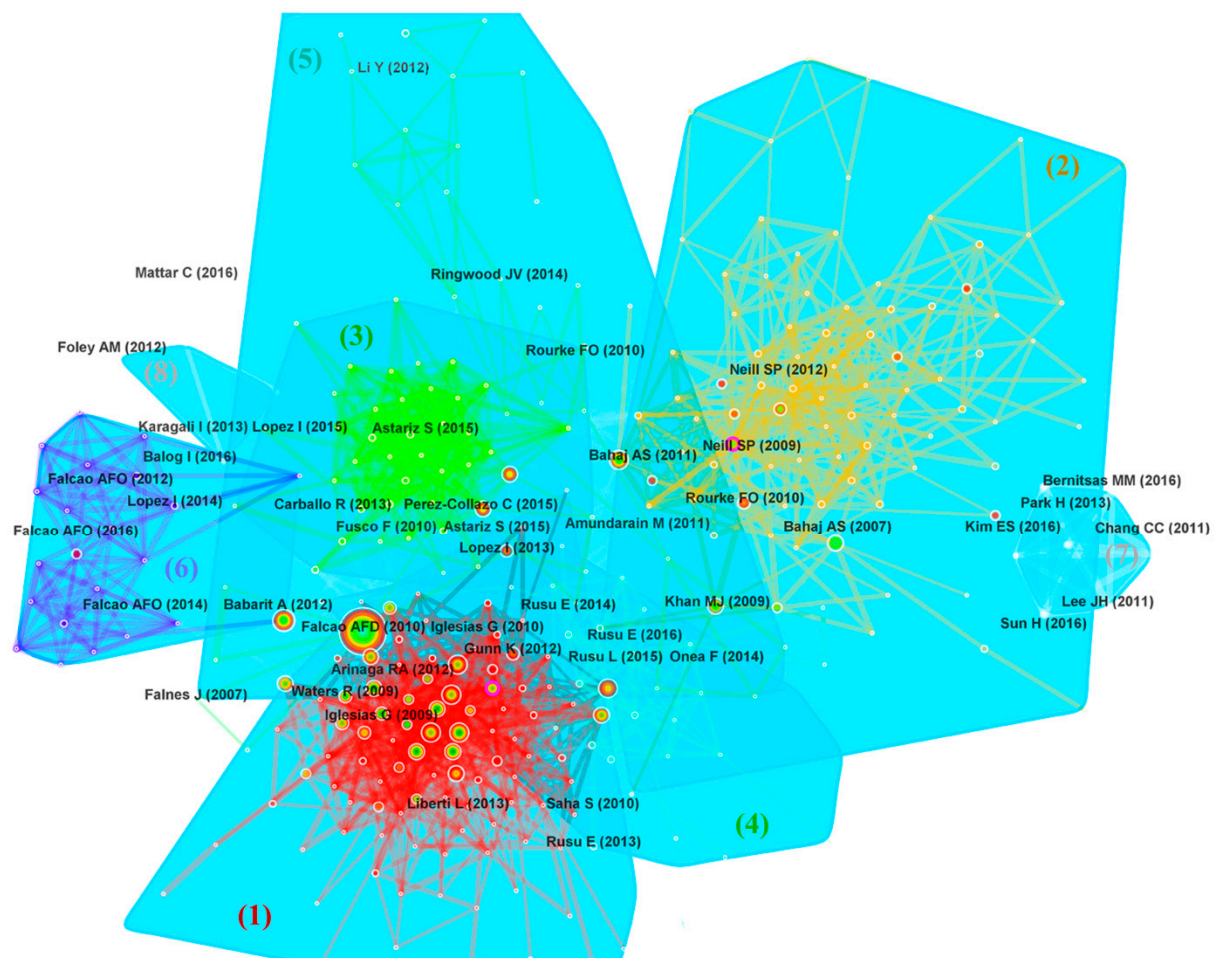 (5)
Li Y (2012)
(2)
Mattar C (2016)
Ringwood JV (2014)
(3)
Foley AM (2012)
Rourke FO (2010)
(8)
Neill SP (2012)
Karagali I (2013) Lopez I (2015)
Astariz S (2015)
Neill SP (2009)
Balog I (2016)
Bahaj AS (2011)
Falcao AFO (2012)
Bernitsas MM (2016)
Lopez I (2014)
Carballo R (2013)
Perez-Collazo C (2015)
Rourke FO (2010)
Park H (2013)
Falcao AFO (2016)
Fusco F (2010)
Astariz S (2015)
Amundarain M (2011)
Bahaj AS (2007)
Kim ES (2016)
Chang CC (2011)
Lopez I (2013)
(7)
(6)
Falcao AFO (2014)
Babarit A (2012)
Rusu E (2014)
Khan MJ (2009)
Lee JH (2011)
Falcao AFD (2010)
Iglesias G (2010)
Rusu E (2016)
Sun H (2016)
Gunn K (2012)
Rusu L (2015)
Onea F (2014)
Arinaga RA (2012)
Falnes J (2007)
Waters R (2009)
Iglesias G (2009)
Liberti L (2013)
Saha S (2010)
(4)
Rusu E (2013)
(1)